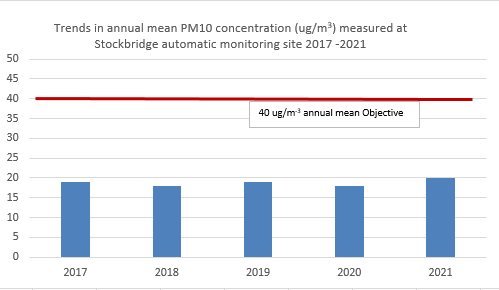 Trends in annual mean PM10 concentration (ug/m³) measured at
Stockbridge automatic monitoring site 2017 -2021
50
45
40
40 ug/m⁻³ annual mean Objective
35
30
25
20
15
10
5
0
2017 2018 2019 2020 2021